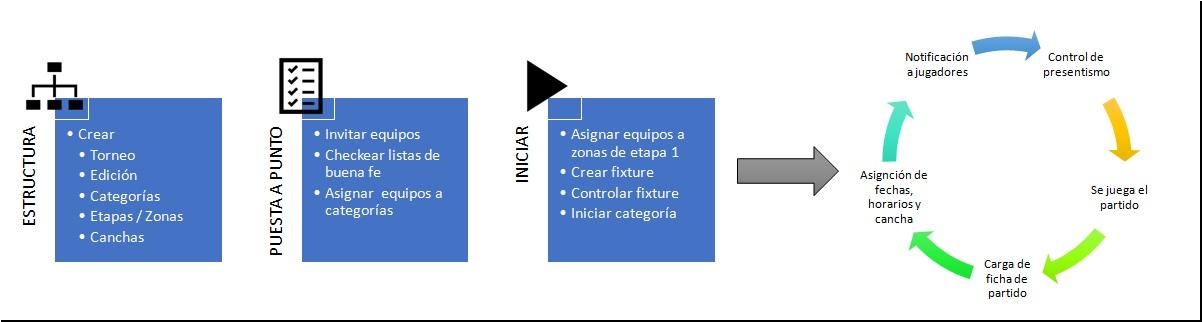 ESTRUCTURA
• Crear
• Torneo
• Edición
• Categorías
• Etapas / Zonas
• Canchas
PUESTA A PUNTO
• Invitar equipos
• Checkear listas de
buena fe
• Asignar equipos a
categorías
INICIAR
• Asignar equipos a
zonas de etapa 1
• Crear fixture
• Controlar fixture
• Iniciar categoría
Notificación
a jugadores
Control de
presentismo
Se juega el
partido
Carga de
ficha de
partido
Asignción de
fechas,
horarios y
cancha